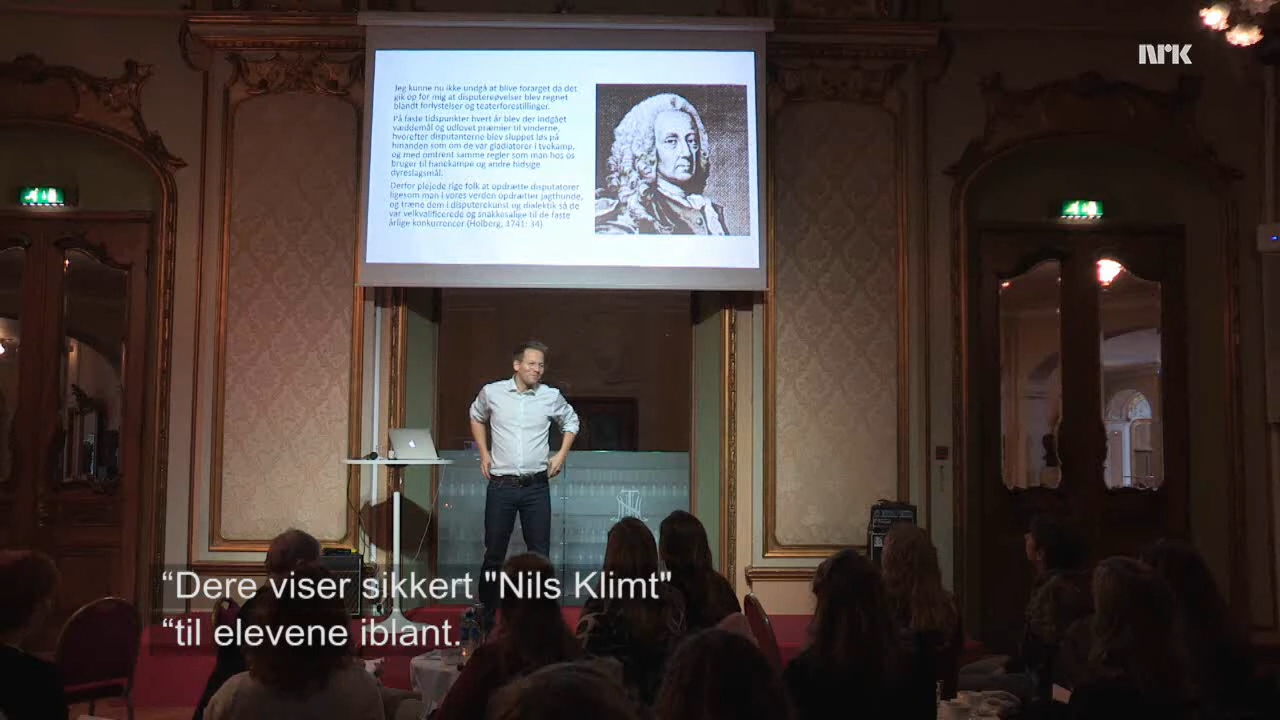 NRK
Jeg kunne nu ikke undgå at blive forarget da det
gik op for mig at disputereøvelser blev regnet
blandt forlystelser og teaterforestillinger.
På faste tidspunkter hvert år blev der indgået
væddemål og udlovet præmier til vinderne,
hvorefter disputanterne blev sluppet løs på
hinanden som om de var gladiatorer i tvekamp,
og med omtrent samme regler som man hos os
bruger til hanekampe og andre hidsige
dyreslagsmål.
Derfor plejede rige folk at opdrætte disputatorer
ligesom man i vores verden opdrætter jagthunde,
og træne dem i disputerekunst og dialektik så de
var velkvalificerede og snakkesalige til de faste
årlige konkurrencer (Holberg, 1741: 34)
“Dere viser sikkert "Nils Klimt"
“til elevene iblant.